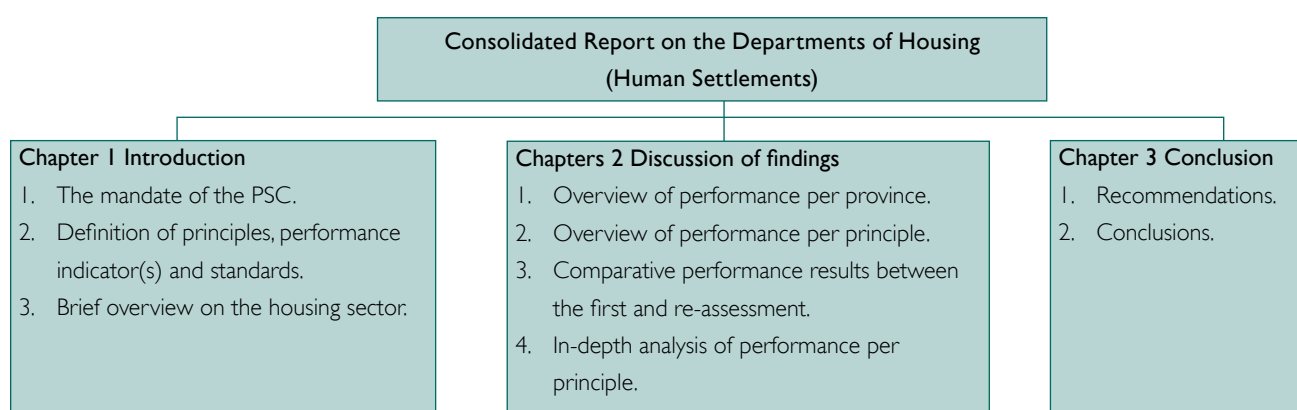 Consolidated Report on the Departments of Housing
(Human Settlements)
Chapter 1 Introduction
1. The mandate of the PSC.
2. Definition of principles, performance
indicator(s) and standards.
3. Brief overview on the housing sector.
Chapters 2 Discussion of findings
1. Overview of performance per province.
2. Overview of performance per principle.
3. Comparative performance results between
the first and re-assessment.
4. In-depth analysis of performance per
principle.
Chapter 3 Conclusion
1. Recommendations.
2. Conclusions.